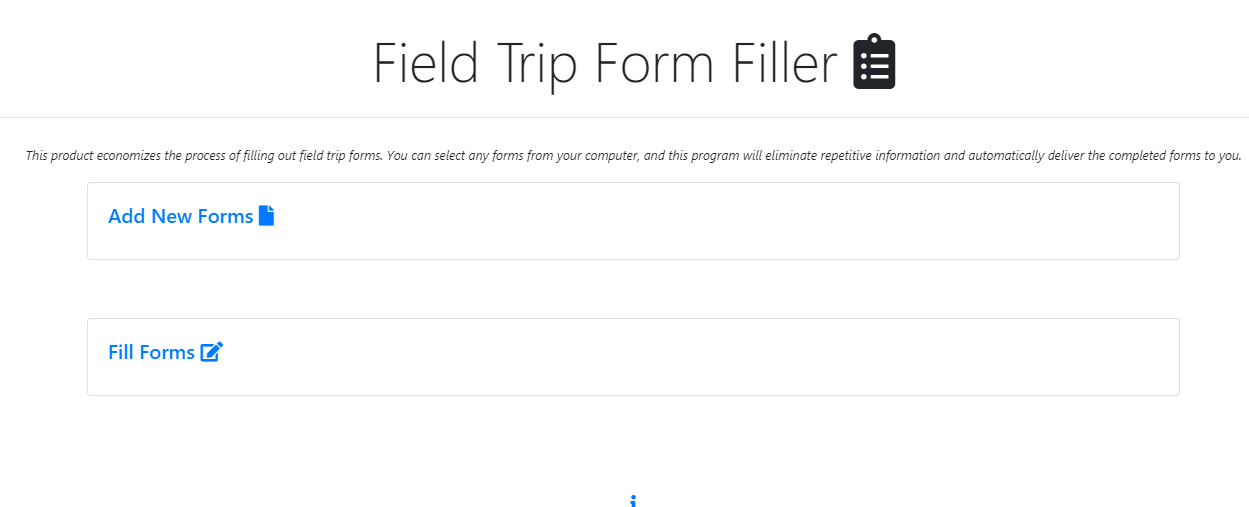 Field Trip Form Filler
This product economizes the process of filling out field trip forms. You can select any forms from your computer, and this program will eliminate repetitive information and automatically deliver the completed forms to you.
Add New Forms
Fill Forms